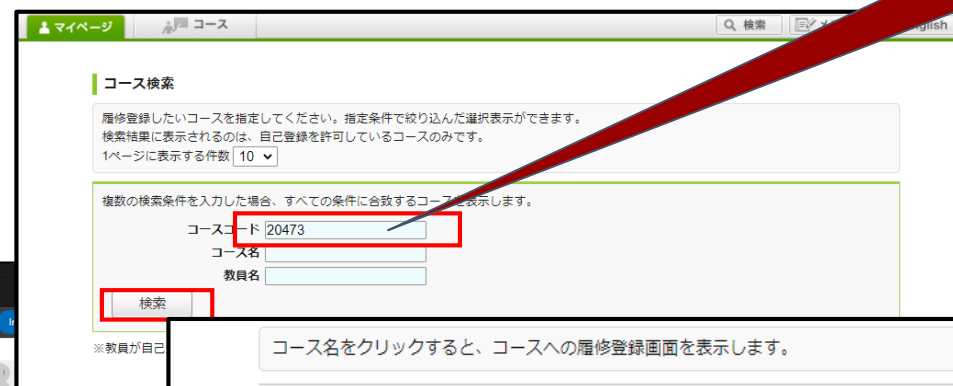 マイページ
コース
検索
English
コース検索
履修登録したいコースを指定してください。指定条件で絞り込んだ選択表示ができます。
検索結果に表示されるのは、自己登録を許可しているコースのみです。
1ページに表示する件数 10
複数の検索条件を入力した場合、すべての条件に合致するコースを表示します。
コースコード 20473
コース名
教員名
検索
※教員が自己
コース名をクリックすると、コースへの履修登録画面を表示します。